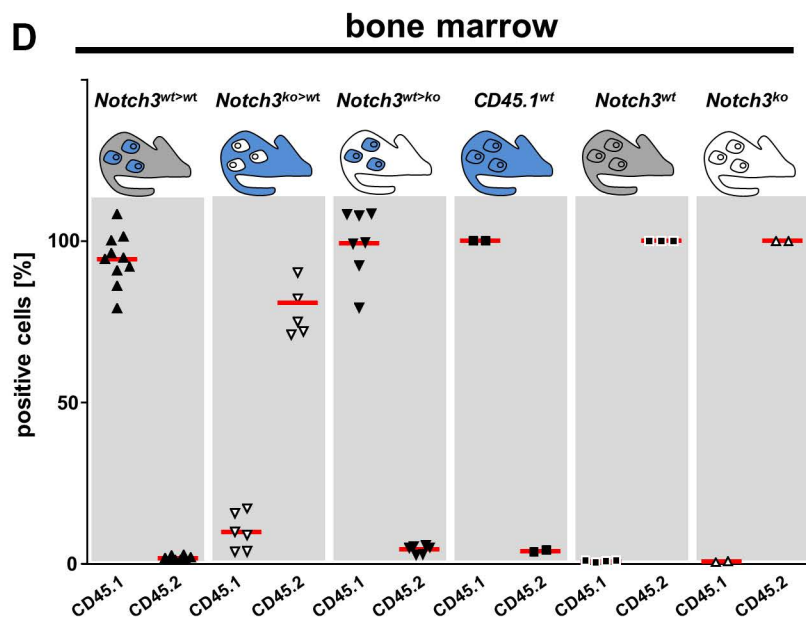 D
bone marrow
Notch3wt>wt Notch3ko>wt Notch3wt>ko CD45.1wt Notch3wt Notch3ko
positive cells [%]
100
50
0
CD45.1 CD45.2 CD45.1 CD45.2 CD45.1 CD45.2 CD45.1 CD45.2 CD45.1 CD45.2 CD45.1 CD45.2